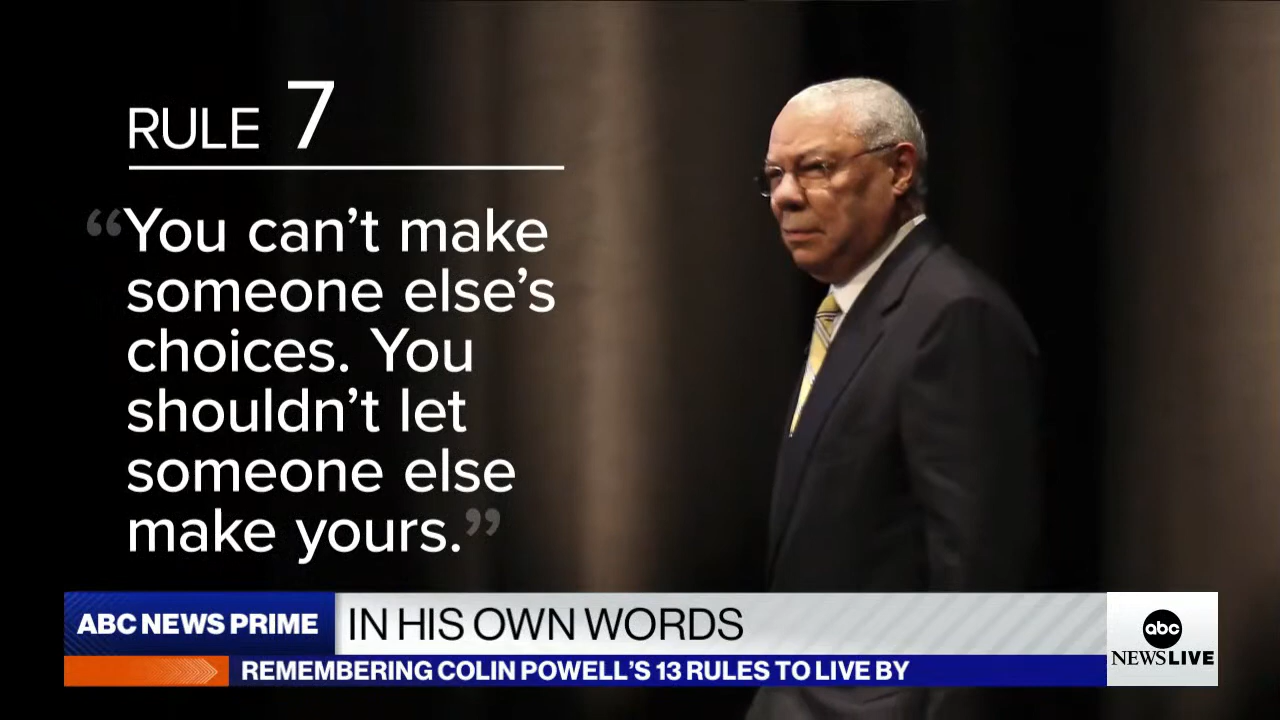 RULE 7
“You can’t make
someone else’s
choices. You
shouldn’t let
someone else
make yours.”
ABC NEWS PRIME
IN HIS OWN WORDS
REMEMBERING COLIN POWELL’S 13 RULES TO LIVE BY
abc
NEWSLIVE